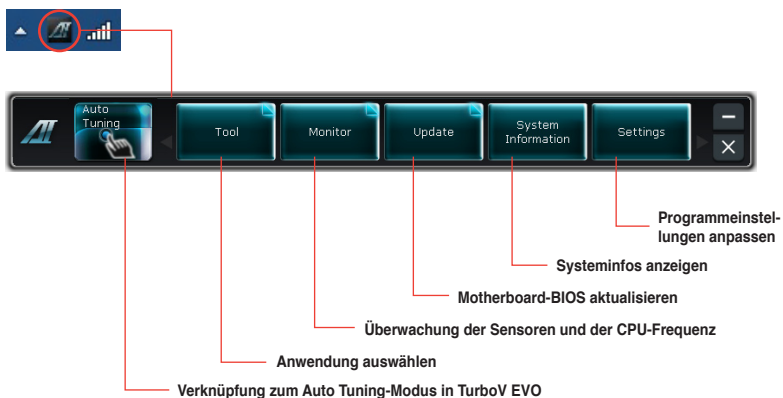 Auto
Tuning
Tool
Monitor
Update
System
Information
Settings
Programmeinstel-
lungen anpassen
Systeminfos anzeigen
Motherboard-BIOS aktualisieren
Überwachung der Sensoren und der CPU-Frequenz
Anwendung auswählen
Verknüpfung zum Auto Tuning-Modus in TurboV EVO